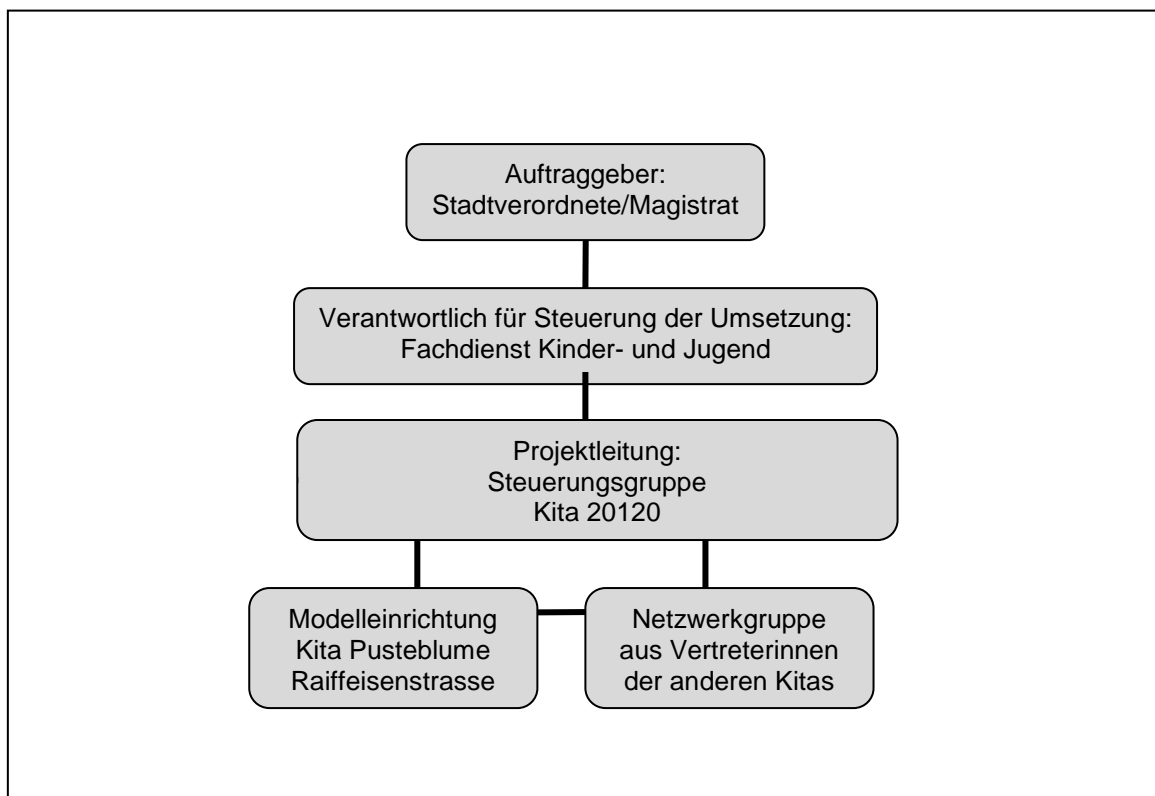 Auftraggeber:
Stadtverordnete/Magistrat
Verantwortlich für Steuerung der Umsetzung:
Fachdienst Kinder- und Jugend
Projektleitung:
Steuerungsgruppe
Kita 20120
Modelleinrichtung
Kita Pusteblume
Raiffeisenstrasse
Netzwerkgruppe
aus Vertreterinnen
der anderen Kitas